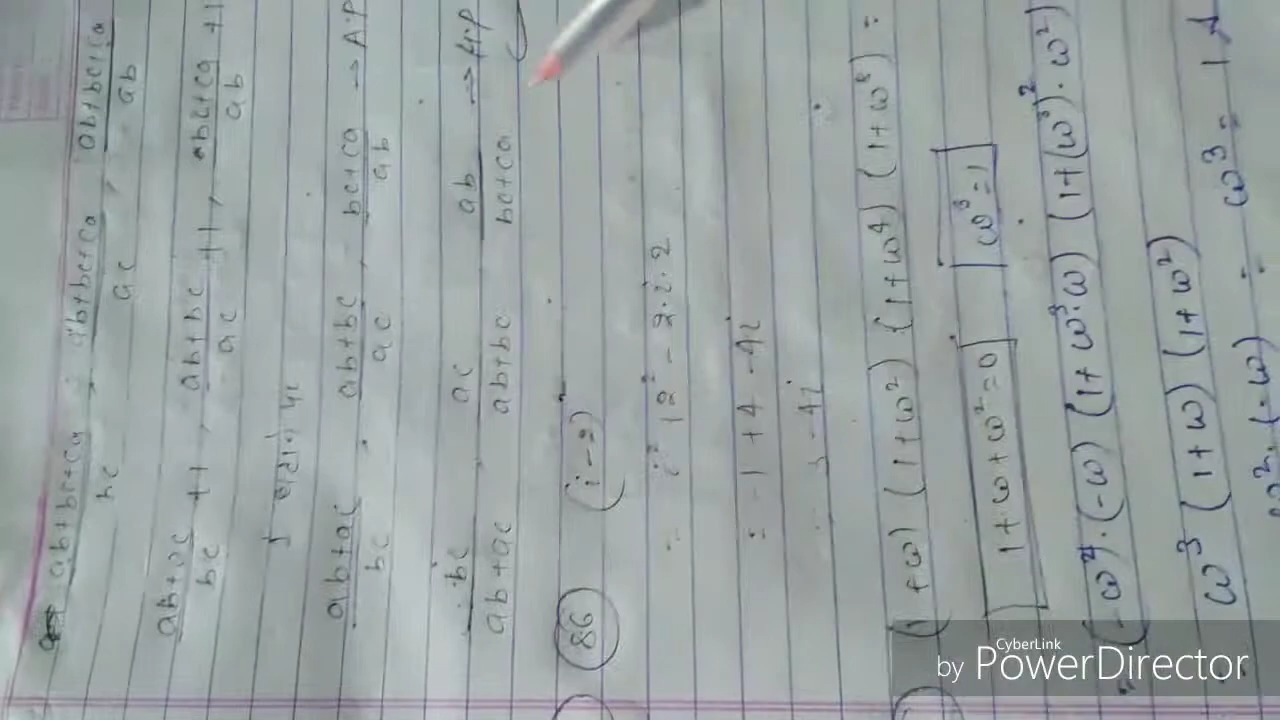 ab+bc+ca / bc , ab+bc+ca / ac , ab+bc+ca / ab
ab+ac / bc +1 , ab+bc / ac +1 , bc+ca / ab +1
ab+ac / bc , ab+bc / ac , bc+ca / ab → A.P
bc / ab+ac ac / ab+bc ab / bc+ca → H.P
86 (i-2)
= i² + 2² - 2.i.2
= -1 + 4 - 4i
= 3 - 4i
(1+ω) (1+ω²) (1+ω⁴) (1+ω⁸) =
1+ω+ω²=0 ω³=1
(-ω²).(-ω) (1+ω³.ω) (1+(ω³)².ω²)
ω³ (1+ω) (1+ω²)
(-ω) = ω³ = 1
CyberLink
by PowerDirector